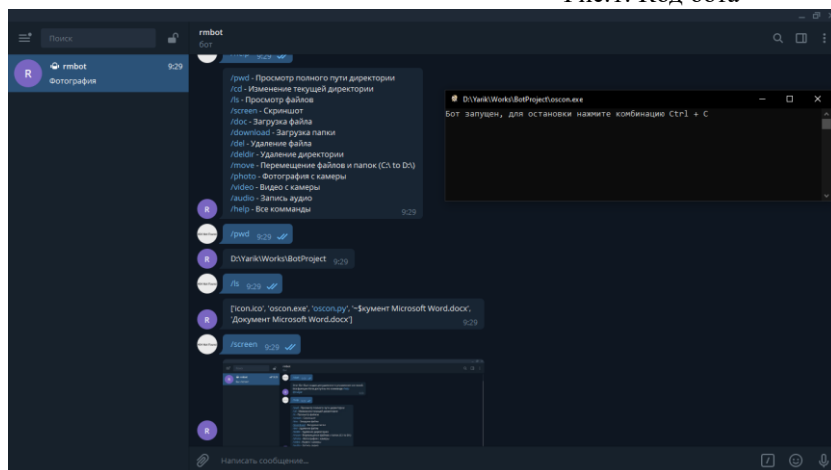 rmbot
бот
Поиск
rmbot 9:29
Фотография
R
9:29
/pwd - Просмотр полного пути директории
/cd - Изменение текущей директории
/ls - Просмотр файлов
/screen - Скриншот
/doc - Загрузка файла
/download - Загрузка папки
/del - Удаление файла
/deldir - Удаление директории
/move - Перемещение файлов и папок (C:\ to D:\)
/photo - Фотография с камеры
/video - Видео с камеры
/audio - Запись аудио
/help - Все комманды
9:29
R
D:\Yarik\Works\BotProject\oscon.exe
Бот запущен, для остановки нажмите комбинацию Ctrl + C
/pwd 9:29
R
D:\Yarik\Works\BotProject 9:29
/ls 9:29
['icon.ico', 'oscon.exe', 'oscon.py', '~$кумент Microsoft Word.docx',
'Документ Microsoft Word.docx']
9:29
R
/screen 9:29
R
Написать сообщение...